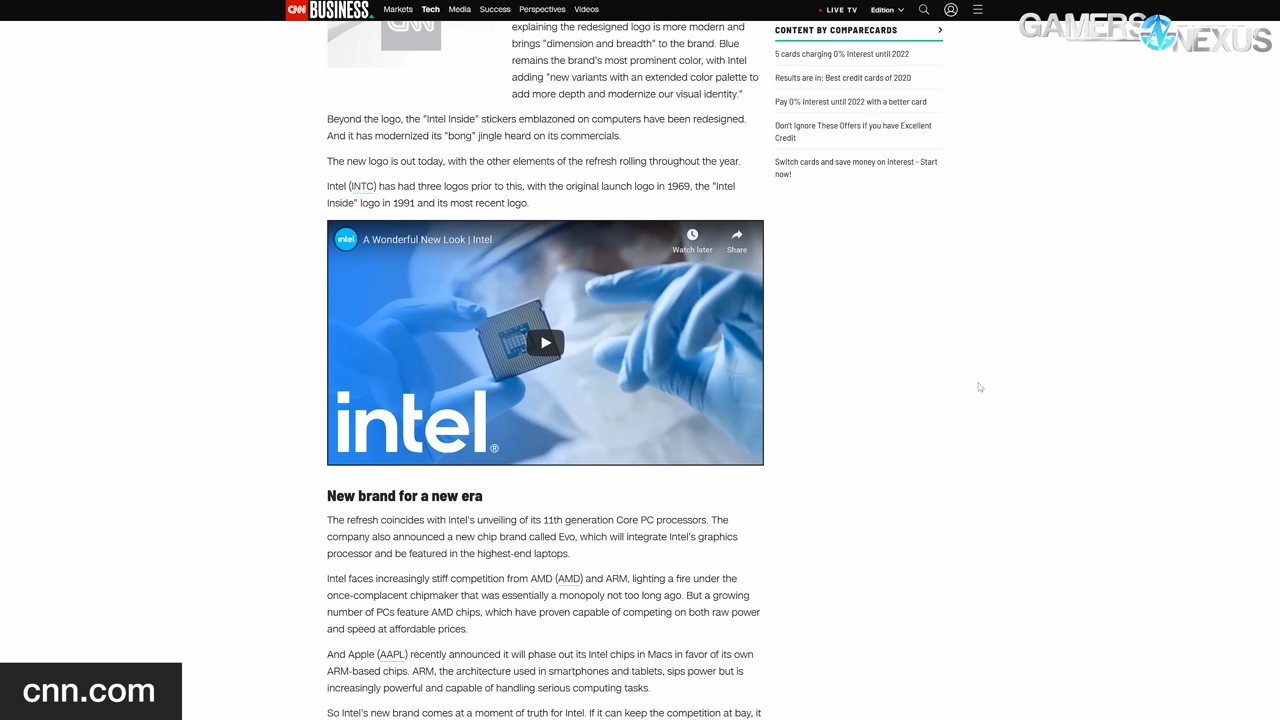 CNN BUSINESS
Markets Tech Media Success Perspectives Videos
LIVE TV Edition
GAMERS NEXUS
explaining the redesigned logo is more modern and
brings "dimension and breadth" to the brand. Blue
remains the brand's most prominent color, with Intel
adding "new variants with an extended color palette to
add more depth and modernize our visual identity."
Beyond the logo, the "Intel Inside" stickers emblazoned on computers have been redesigned.
And it has modernized its "bong" jingle heard on its commercials.
The new logo is out today, with the other elements of the refresh rolling throughout the year.
Intel (INTC) has had three logos prior to this, with the original launch logo in 1969, the "Intel
Inside" logo in 1991 and its most recent logo.
intel A Wonderful New Look | Intel
Watch later Share
intel®
New brand for a new era
The refresh coincides with Intel's unveiling of its 11th generation Core PC processors. The
company also announced a new chip brand called Evo, which will integrate Intel's graphics
processor and be featured in the highest-end laptops.
Intel faces increasingly stiff competition from AMD (AMD) and ARM, lighting a fire under the
once-complacent chipmaker that was essentially a monopoly not too long ago. But a growing
number of PCs feature AMD chips, which have proven capable of competing on both raw power
and speed at affordable prices.
And Apple (AAPL) recently announced it will phase out its Intel chips in Macs in favor of its own
ARM-based chips. ARM, the architecture used in smartphones and tablets, sips power but is
increasingly powerful and capable of handling serious computing tasks.
So Intel's new brand comes at a moment of truth for Intel. If it can keep the competition at bay, it
CONTENT BY COMPARECARDS
5 cards charging 0% interest until 2022
Results are in: Best credit cards of 2020
Pay 0% interest until 2022 with a better card
Don't Ignore These Offers if you have Excellent
Credit
Switch cards and save money on interest - Start
now!
cnn.com